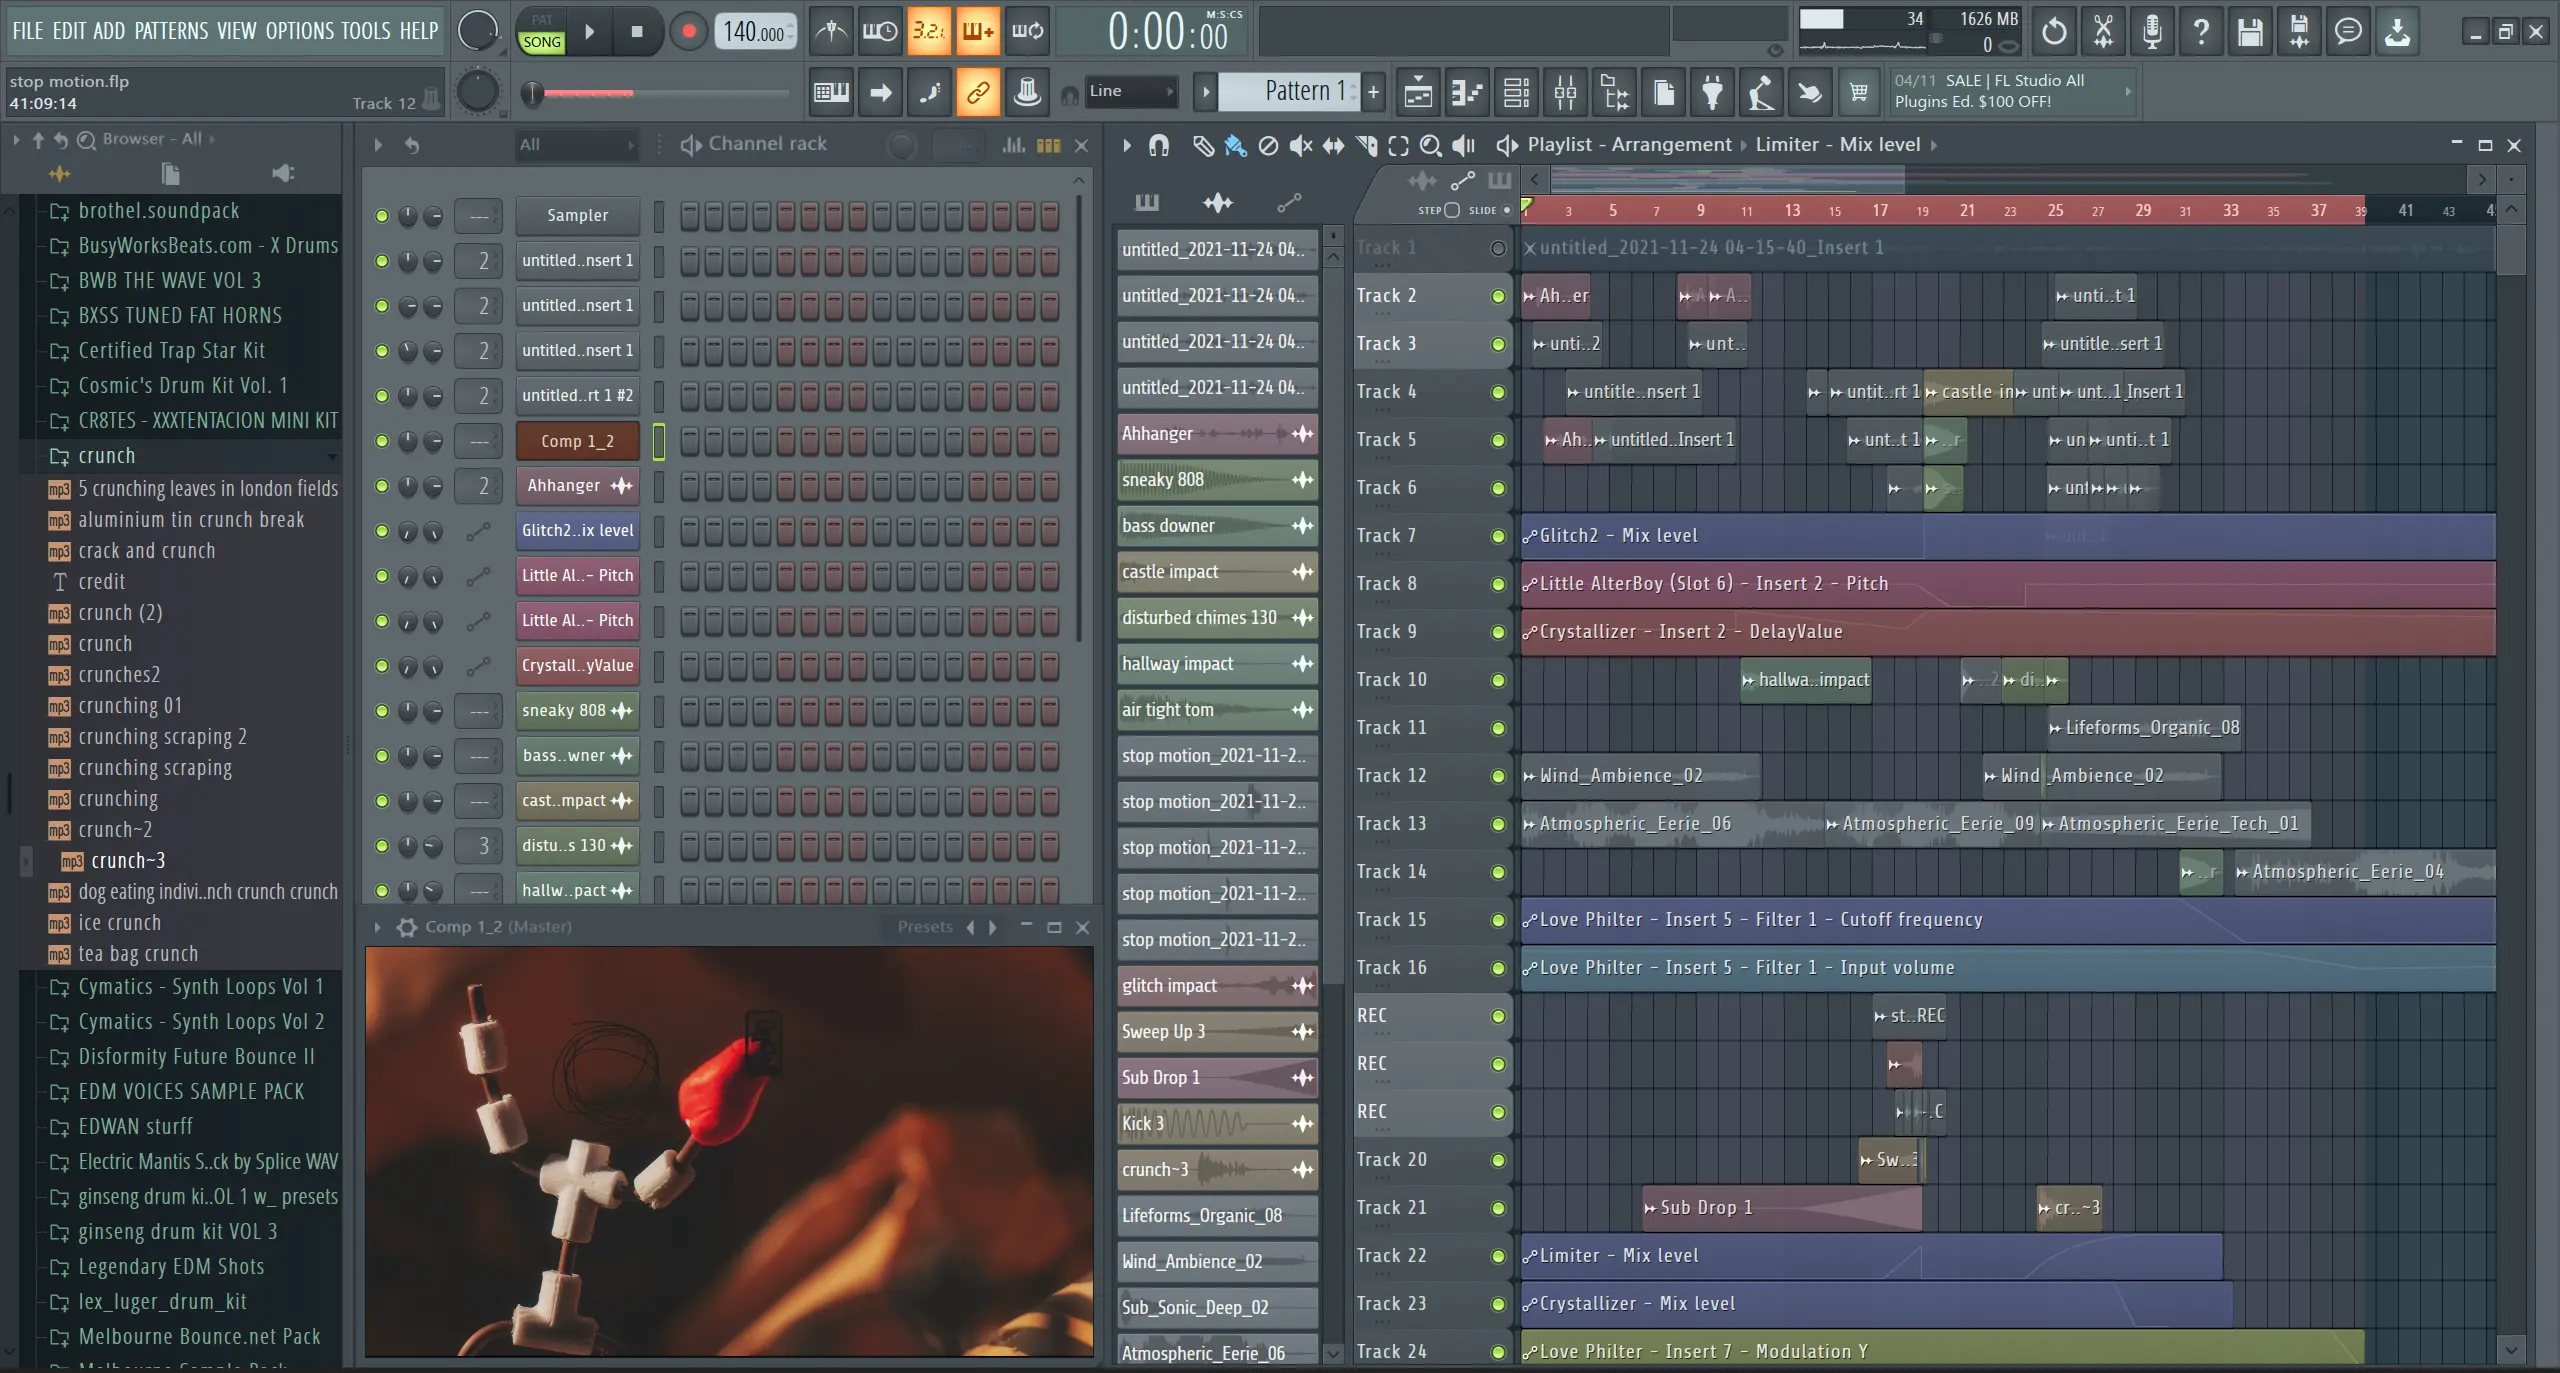 FILE EDIT ADD PATTERNS VIEW OPTIONS TOOLS HELP
PAT
SONG
140.000
3.2.
0:00:00
M:S:CS
34
1626 MB
0
stop motion.flp
41:09:14
Track 12
Line
Pattern 1
+
04/11 SALE | FL Studio All
Plugins Ed. $100 OFF!
Browser - All
brothel.soundpack
BusyWorksBeats.com - X Drums
BWB THE WAVE VOL 3
BXSS TUNED FAT HORNS
Certified Trap Star Kit
Cosmic's Drum Kit Vol. 1
CR8TES - XXXTENTACION MINI KIT
crunch
mp3 5 crunching leaves in london fields
mp3 aluminium tin crunch break
mp3 crack and crunch
T credit
mp3 crunch (2)
mp3 crunch
mp3 crunches2
mp3 crunching 01
mp3 crunching scraping 2
mp3 crunching scraping
mp3 crunching
mp3 crunch~2
mp3 crunch~3
mp3 dog eating indivi..nch crunch crunch
mp3 ice crunch
mp3 tea bag crunch
Cymatics - Synth Loops Vol 1
Cymatics - Synth Loops Vol 2
Disformity Future Bounce II
EDM VOICES SAMPLE PACK
EDWAN sturff
Electric Mantis S..ck by Splice WAV
ginseng drum ki..OL 1 w_ presets
ginseng drum kit VOL 3
Legendary EDM Shots
lex_luger_drum_kit
Melbourne Bounce.net Pack
All
Channel rack
--- Sampler
2 untitled..nsert 1
2 untitled..nsert 1
2 untitled..nsert 1
2 untitled..rt 1 #2
--- Comp 1_2
2 Ahhanger
Glitch2..ix level
Little Al..- Pitch
Little Al..- Pitch
Crystall..yValue
--- sneaky 808
--- bass..wner
--- cast..mpact
3 distu..s 130
--- hallw..pact
Comp 1_2 (Master)
Presets
Playlist - Arrangement
Limiter - Mix level
STEP
SLIDE
1 3 5 7 9 11 13 15 17 19 21 23 25 27 29 31 33 35 37 39 41 43
untitled_2021-11-24 04..
untitled_2021-11-24 04..
untitled_2021-11-24 04..
untitled_2021-11-24 04..
Ahhanger
sneaky 808
bass downer
castle impact
disturbed chimes 130
hallway impact
air tight tom
stop motion_2021-11-2..
stop motion_2021-11-2..
stop motion_2021-11-2..
stop motion_2021-11-2..
stop motion_2021-11-2..
glitch impact
Sweep Up 3
Sub Drop 1
Kick 3
crunch~3
Lifeforms_Organic_08
Wind_Ambience_02
Sub_Sonic_Deep_02
Atmospheric_Eerie_06
Track 1 untitled_2021-11-24 04-15-40_Insert 1
Track 2 Ah..er A A.. unti..t 1
Track 3 unti..2 unt.. untitle..sert 1
Track 4 untitle..nsert 1 untit..rt 1 castle in unt unt..1_Insert 1
Track 5 Ah.. untitled..Insert 1 unt..t 1 ..r un unti..t 1
Track 6 unt
Track 7 Glitch2 - Mix level
Track 8 Little AlterBoy (Slot 6) - Insert 2 - Pitch
Track 9 Crystallizer - Insert 2 - DelayValue
Track 10 hallwa..impact ..2 di..
Track 11 Lifeforms_Organic_08
Track 12 Wind_Ambience_02 Wind_Ambience_02
Track 13 Atmospheric_Eerie_06 Atmospheric_Eerie_09 Atmospheric_Eerie_Tech_01
Track 14 ..r Atmospheric_Eerie_04
Track 15 Love Philter - Insert 5 - Filter 1 - Cutoff frequency
Track 16 Love Philter - Insert 5 - Filter 1 - Input volume
REC st..REC
REC
REC ..C
Track 20 Sw..3
Track 21 Sub Drop 1 cr..~3
Track 22 Limiter - Mix level
Track 23 Crystallizer - Mix level
Track 24 Love Philter - Insert 7 - Modulation Y